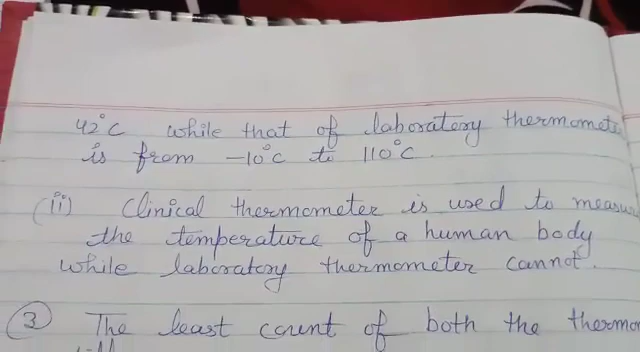 42°C while that of laboratory thermomete
is from -10°C to 110°C.
(ii) Clinical thermometer is used to measu
the temperature of a human body
while laboratory thermometer cannot.
3 The least count of both the thermo